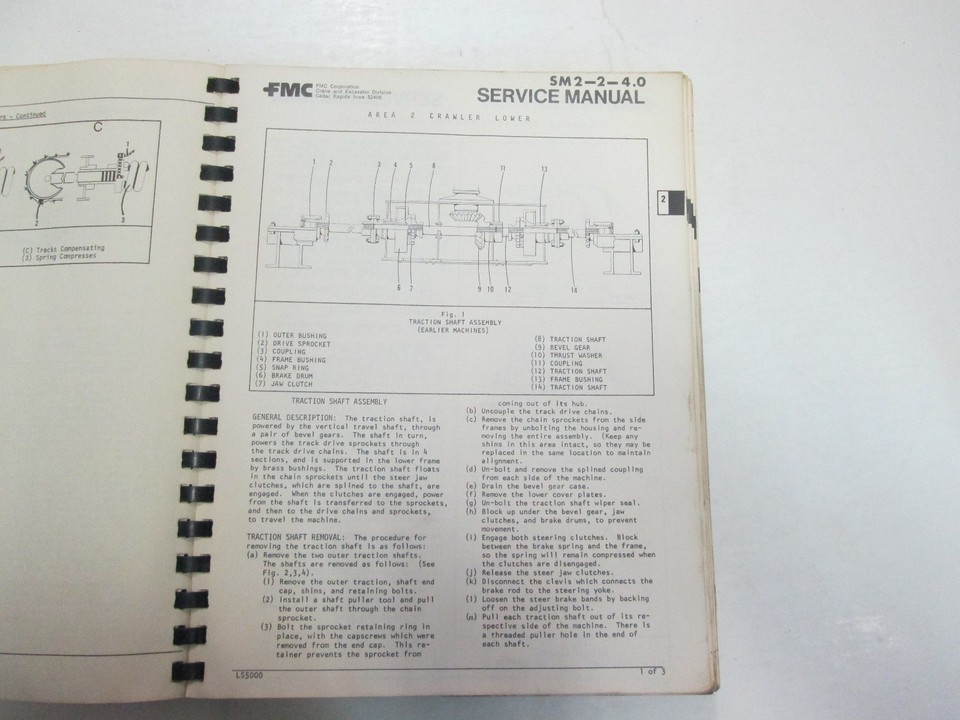 rs - Continued
C
1
2
3
(C) Tracks Compensating
(2) Spring Compresses
FMC
FMC Corporation
Crane and Excavator Division
Cedar Rapids Iowa 52406
SM2-2-4.0
SERVICE MANUAL
AREA 2 CRAWLER LOWER
2
1 2 3 4 5 8 11 13
6 7 9 10 12 14
Fig. 1
TRACTION SHAFT ASSEMBLY
(EARLIER MACHINES)
(1) OUTER BUSHING
(2) DRIVE SPROCKET
(3) COUPLING
(4) FRAME BUSHING
(5) SNAP RING
(6) BRAKE DRUM
(7) JAW CLUTCH
(8) TRACTION SHAFT
(9) BEVEL GEAR
(10) THRUST WASHER
(11) COUPLING
(12) TRACTION SHAFT
(13) FRAME BUSHING
(14) TRACTION SHAFT
TRACTION SHAFT ASSEMBLY
GENERAL DESCRIPTION: The traction shaft, is
powered by the vertical travel shaft, through
a pair of bevel gears. The shaft in turn,
powers the track drive sprockets through
the track drive chains. The shaft is in 4
sections, and is supported in the lower frame
by brass bushings. The traction shaft floats
in the chain sprockets until the steer jaw
clutches, which are splined to the shaft, are
engaged. When the clutches are engaged, power
from the shaft is transferred to the sprockets,
and then to the drive chains and sprockets,
to travel the machine.
TRACTION SHAFT REMOVAL: The procedure for
removing the traction shaft is as follows:
(a) Remove the two outer traction shafts.
The shafts are removed as follows: (See
Fig. 2,3,4).
(1) Remove the outer traction, shaft end
cap, shims, and retaining bolts.
(2) Install a shaft puller tool and pull
the outer shaft through the chain
sprocket.
(3) Bolt the sprocket retaining ring in
place, with the capscrews which were
removed from the end cap. This re-
tainer prevents the sprocket from
coming out of its hub.
(b) Uncouple the track drive chains.
(c) Remove the chain sprockets from the side
frames by unbolting the housing and re-
moving the entire assembly. (Keep any
shims in this area intact, so they may be
replaced in the same location to maintain
alignment.
(d) Un-bolt and remove the splined coupling
from each side of the machine.
(e) Drain the bevel gear case.
(f) Remove the lower cover plates.
(g) Un-bolt the traction shaft wiper seal.
(h) Block up under the bevel gear, jaw
clutches, and brake drums, to prevent
movement.
(i) Engage both steering clutches. Block
between the brake spring and the frame,
so the spring will remain compressed when
the clutches are disengaged.
(j) Release the steer jaw clutches.
(k) Disconnect the clevis which connects the
brake rod to the steering yoke.
(l) Loosen the steer brake bands by backing
off on the adjusting bolt.
(m) Pull each traction shaft out of its re-
spective side of the machine. There is
a threaded puller hole in the end of
each shaft.
LS5000
1 of 3